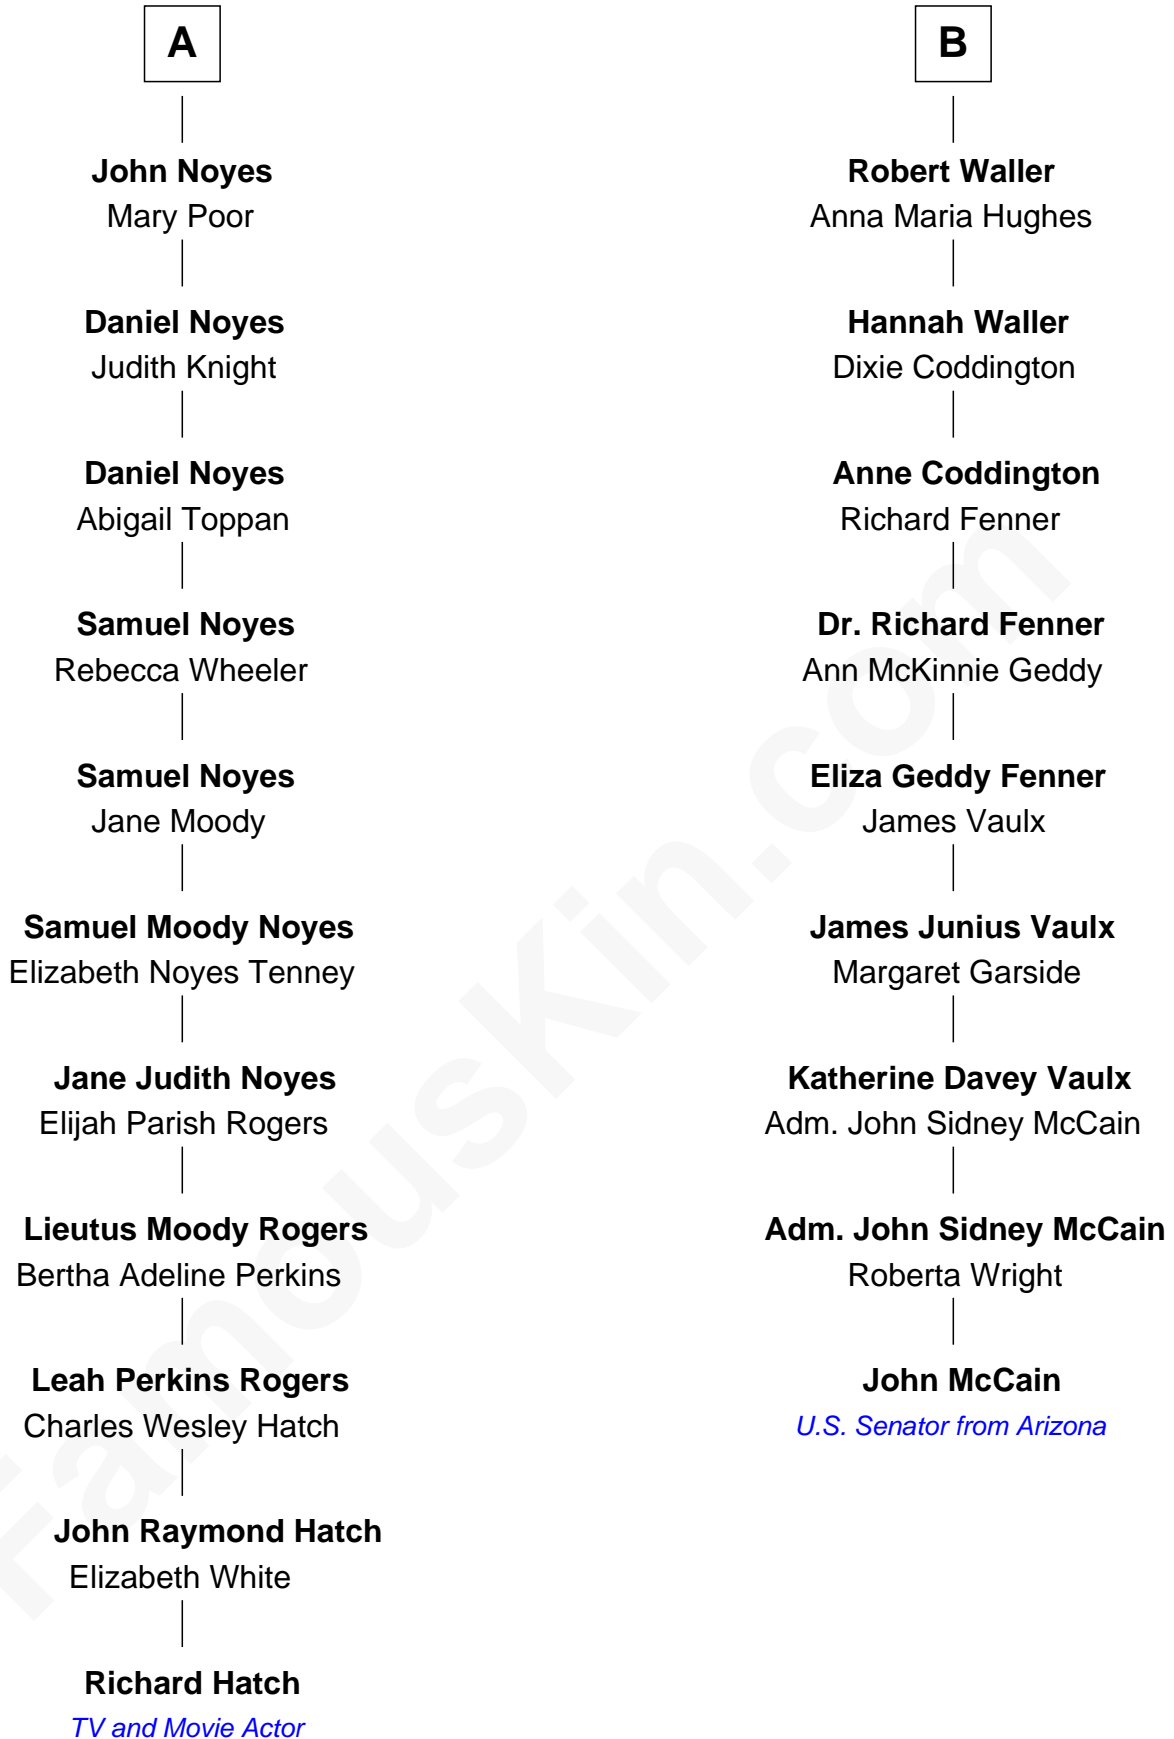 A
John Noyes
Mary Poor
Daniel Noyes
Judith Knight
Daniel Noyes
Abigail Toppan
Samuel Noyes
Rebecca Wheeler
Samuel Noyes
Jane Moody
Samuel Moody Noyes
Elizabeth Noyes Tenney
Jane Judith Noyes
Elijah Parish Rogers
Lieutus Moody Rogers
Bertha Adeline Perkins
Leah Perkins Rogers
Charles Wesley Hatch
John Raymond Hatch
Elizabeth White
Richard Hatch
TV and Movie Actor
B
Robert Waller
Anna Maria Hughes
Hannah Waller
Dixie Coddington
Anne Coddington
Richard Fenner
Dr. Richard Fenner
Ann McKinnie Geddy
Eliza Geddy Fenner
James Vaulx
James Junius Vaulx
Margaret Garside
Katherine Davey Vaulx
Adm. John Sidney McCain
Adm. John Sidney McCain
Roberta Wright
John McCain
U.S. Senator from Arizona
FamousKin.com